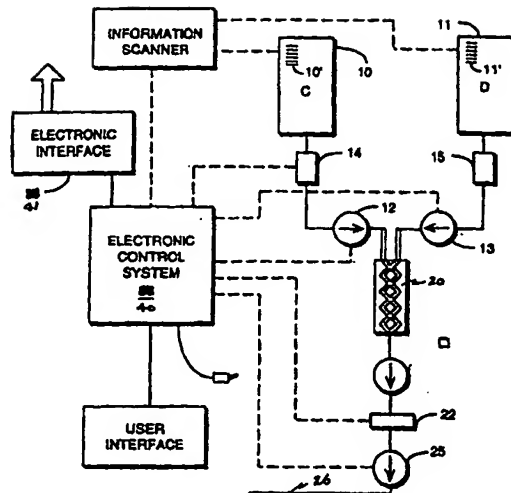 INFORMATION
SCANNER
10'
C
10
11
11'
D
ELECTRONIC
INTERFACE
41
14
15
12
13
ELECTRONIC
CONTROL
SYSTEM
40
20
22
USER
INTERFACE
25
26